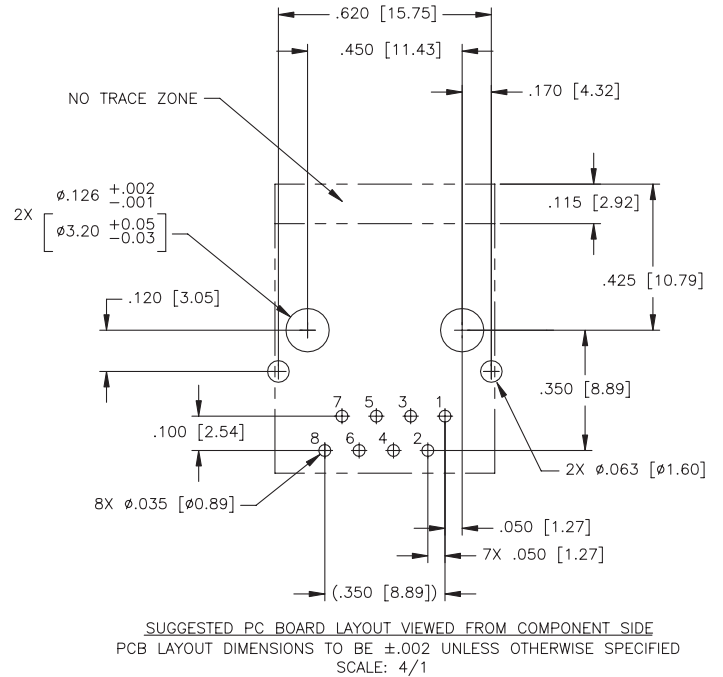 .620 [15.75]
.450 [11.43]
.170 [4.32]
NO TRACE ZONE
ø.126 +.002 -.001
2X
ø3.20 +0.05 -0.03
.115 [2.92]
.425 [10.79]
.120 [3.05]
.350 [8.89]
7 5 3 1
.100 [2.54]
8 6 4 2
2X ø.063 [ø1.60]
8X ø.035 [ø0.89]
.050 [1.27]
7X .050 [1.27]
(.350 [8.89])
SUGGESTED PC BOARD LAYOUT VIEWED FROM COMPONENT SIDE
PCB LAYOUT DIMENSIONS TO BE ±.002 UNLESS OTHERWISE SPECIFIED
SCALE: 4/1